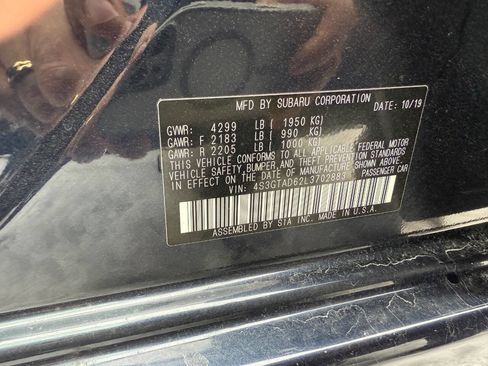 MFD BY SUBARU CORPORATION DATE: 10/19
GVWR: 4299 LB ( 1950 KG)
GAWR: F 2183 LB ( 990 KG)
GAWR: R 2205 LB ( 1000 KG)
THIS VEHICLE CONFORMS TO ALL APPLICABLE FEDERAL MOTOR
VEHICLE SAFETY, BUMPER, AND THEFT PREVENTION STANDARDS
IN EFFECT ON THE DATE OF MANUFACTURE SHOWN ABOVE.
VIN: 4S3GTAD62L3702883 PASSENGER CAR
ASSEMBLED BY SIA INC. MADE IN U.S.A.